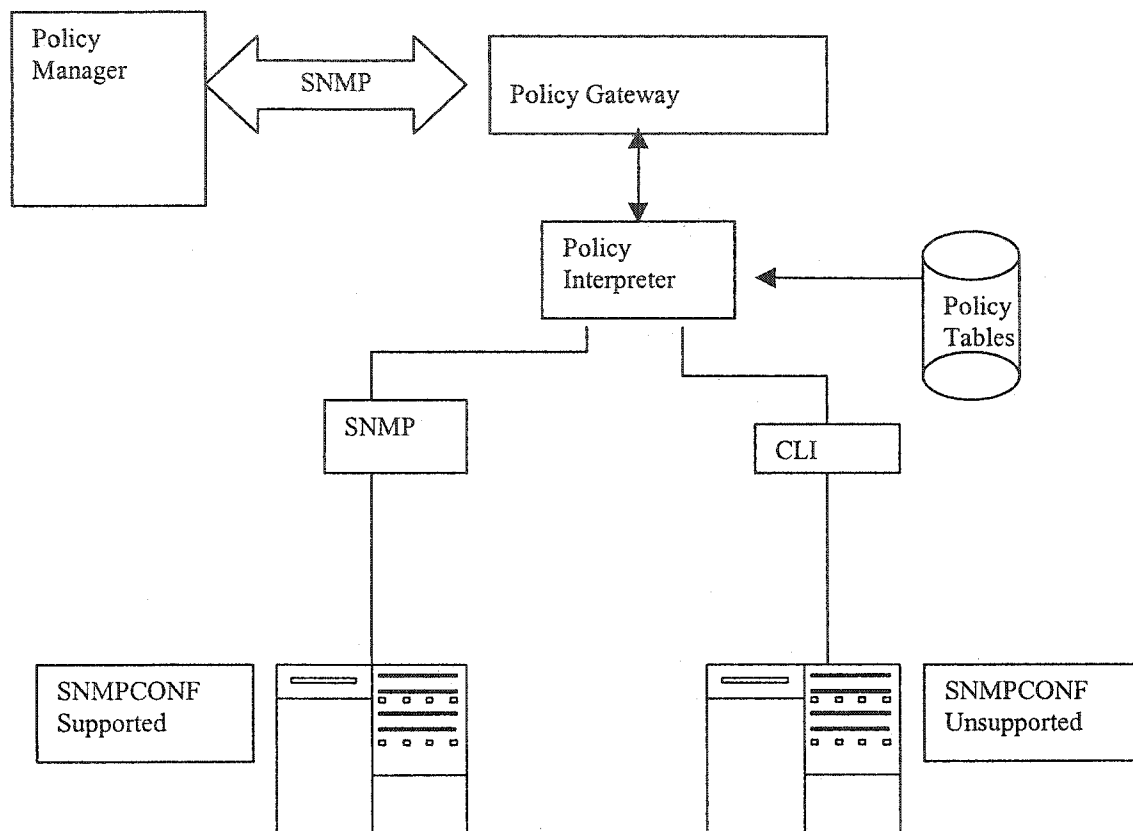 Policy
Manager
SNMP
Policy Gateway
Policy
Interpreter
Policy
Tables
SNMP
CLI
SNMPCONF
Supported
SNMPCONF
Unsupported